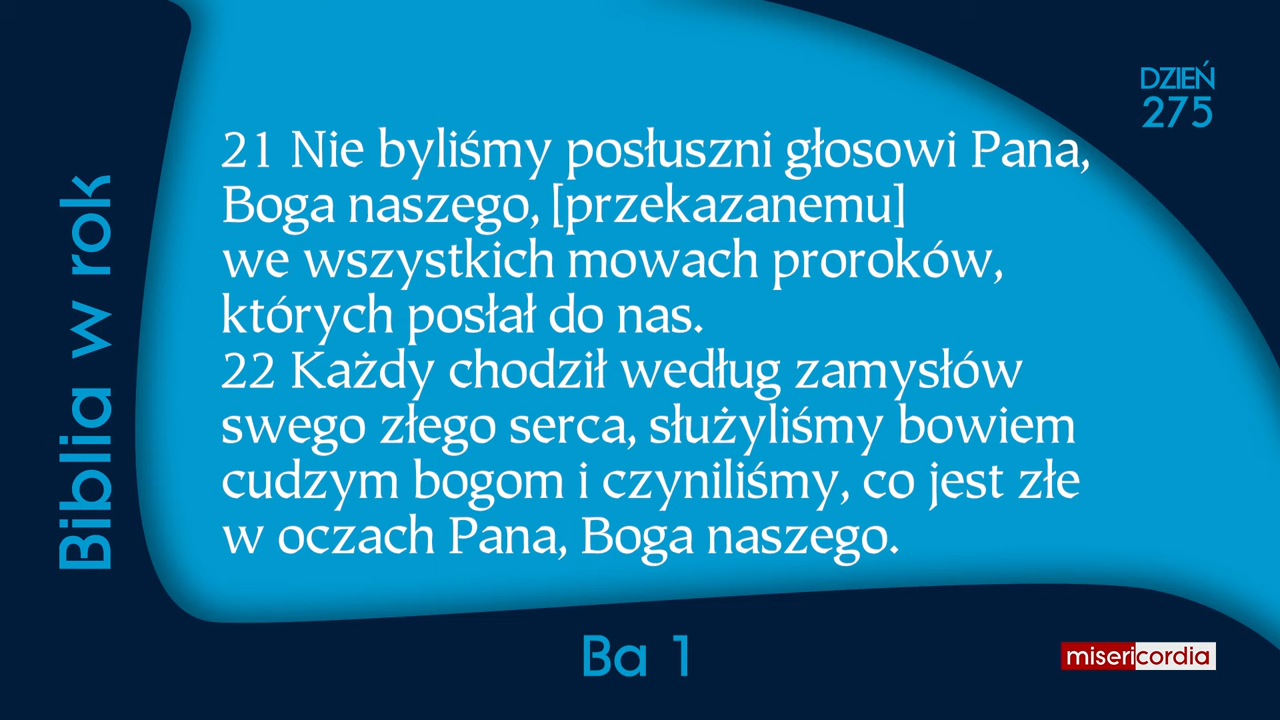 DZIEŃ
275
21 Nie byliśmy posłuszni głosowi Pana,
Boga naszego, [przekazanemu]
we wszystkich mowach proroków,
których posłał do nas.
22 Każdy chodził według zamysłów
swego złego serca, służyliśmy bowiem
cudzym bogom i czyniliśmy, co jest złe
w oczach Pana, Boga naszego.
Biblia w rok
Ba 1
misericordia